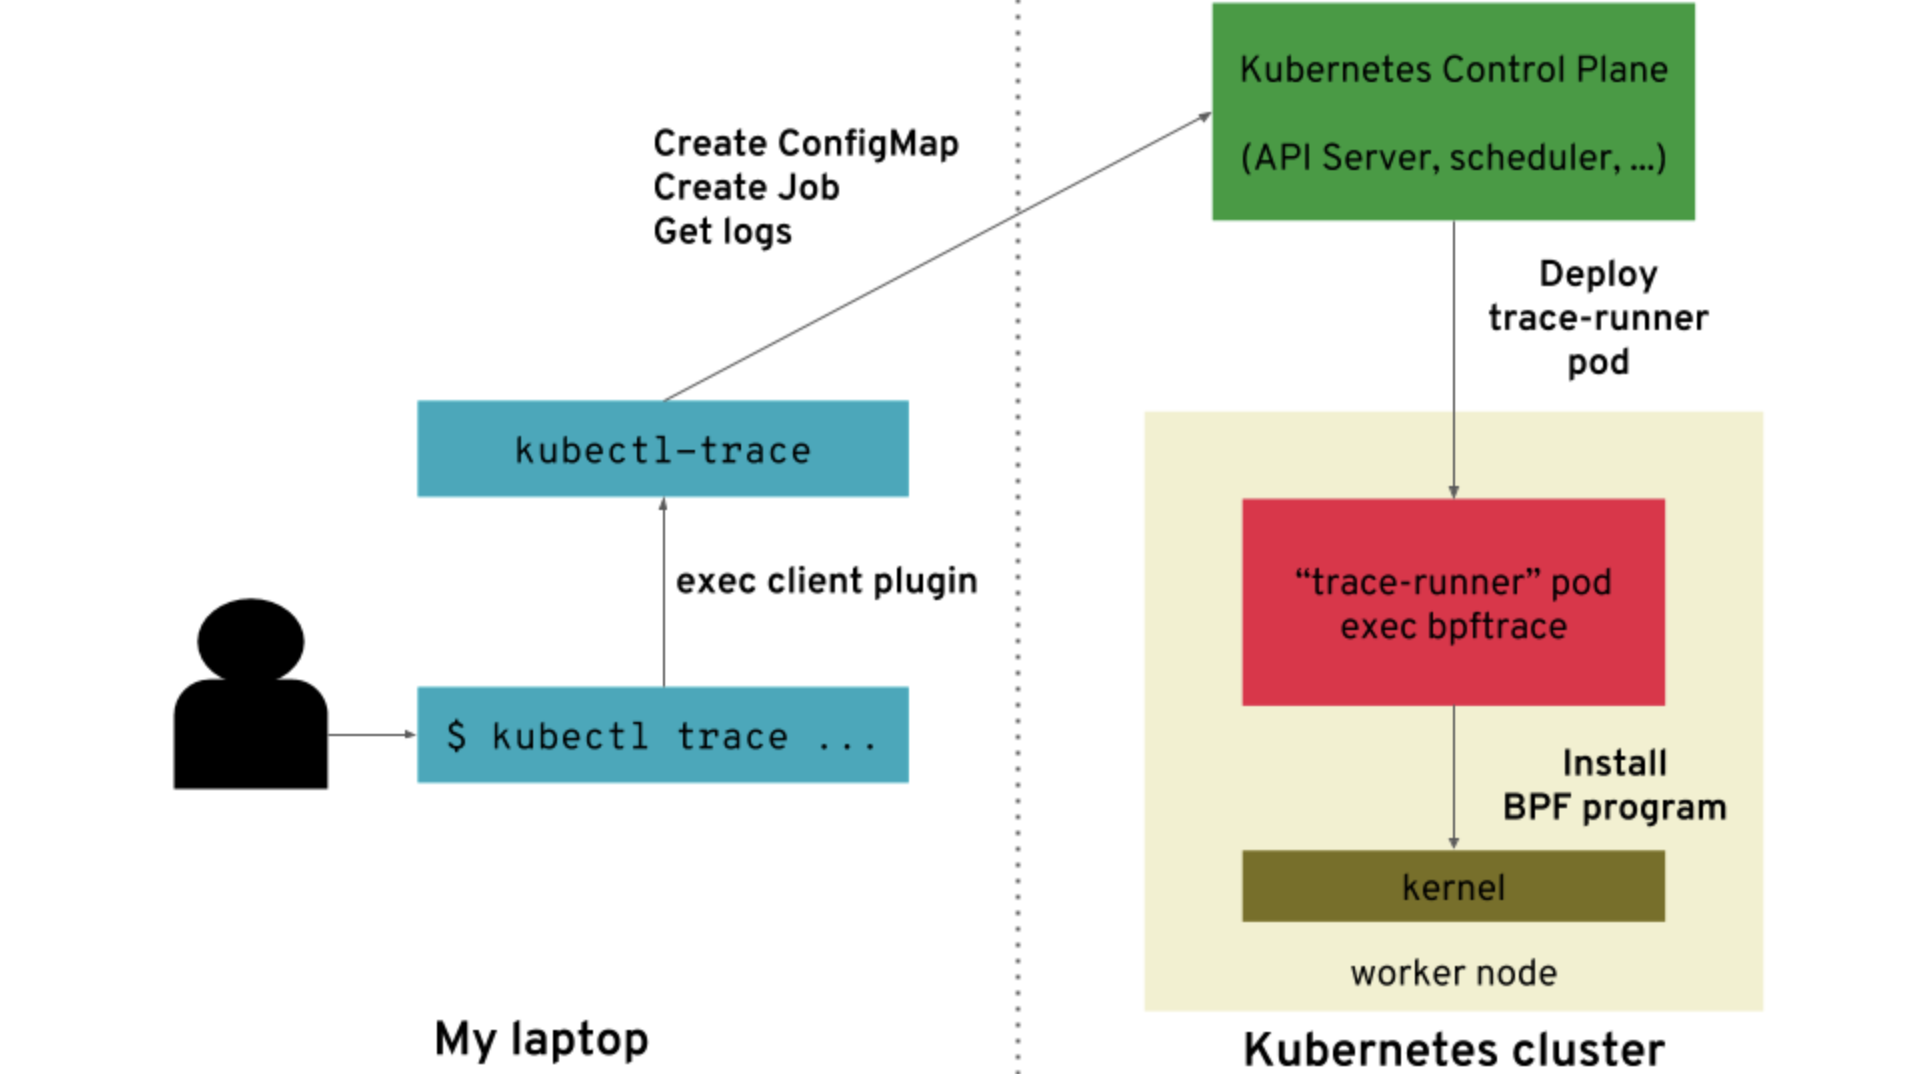 Create ConfigMap
Create Job
Get logs
kubectl-trace
exec client plugin
$ kubectl trace ...
My laptop
Kubernetes Control Plane
(API Server, scheduler, ...)
Deploy
trace-runner
pod
“trace-runner” pod
exec bpftrace
Install
BPF program
kernel
worker node
Kubernetes cluster